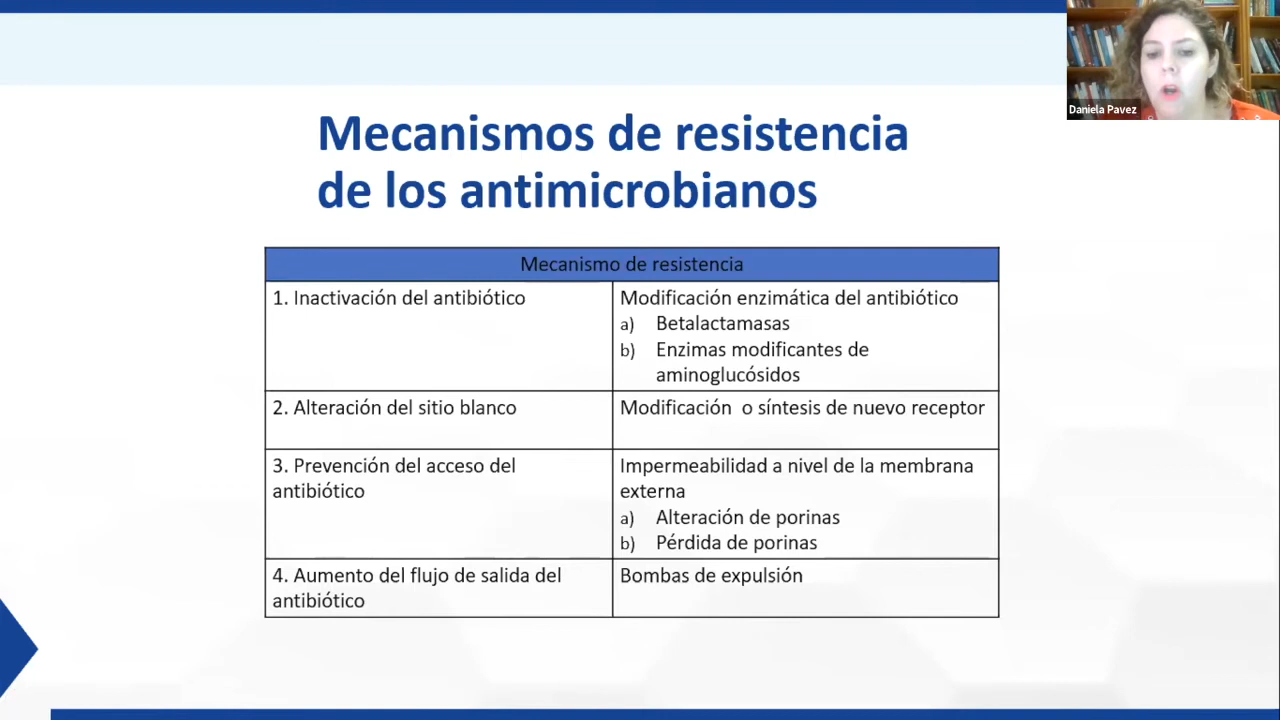 Daniela Pavez
Mecanismos de resistencia
de los antimicrobianos
Mecanismo de resistencia
1. Inactivación del antibiótico
Modificación enzimática del antibiótico
a) Betalactamasas
b) Enzimas modificantes de
aminoglucósidos
2. Alteración del sitio blanco
Modificación o síntesis de nuevo receptor
3. Prevención del acceso del
antibiótico
Impermeabilidad a nivel de la membrana
externa
a) Alteración de porinas
b) Pérdida de porinas
4. Aumento del flujo de salida del
antibiótico
Bombas de expulsión